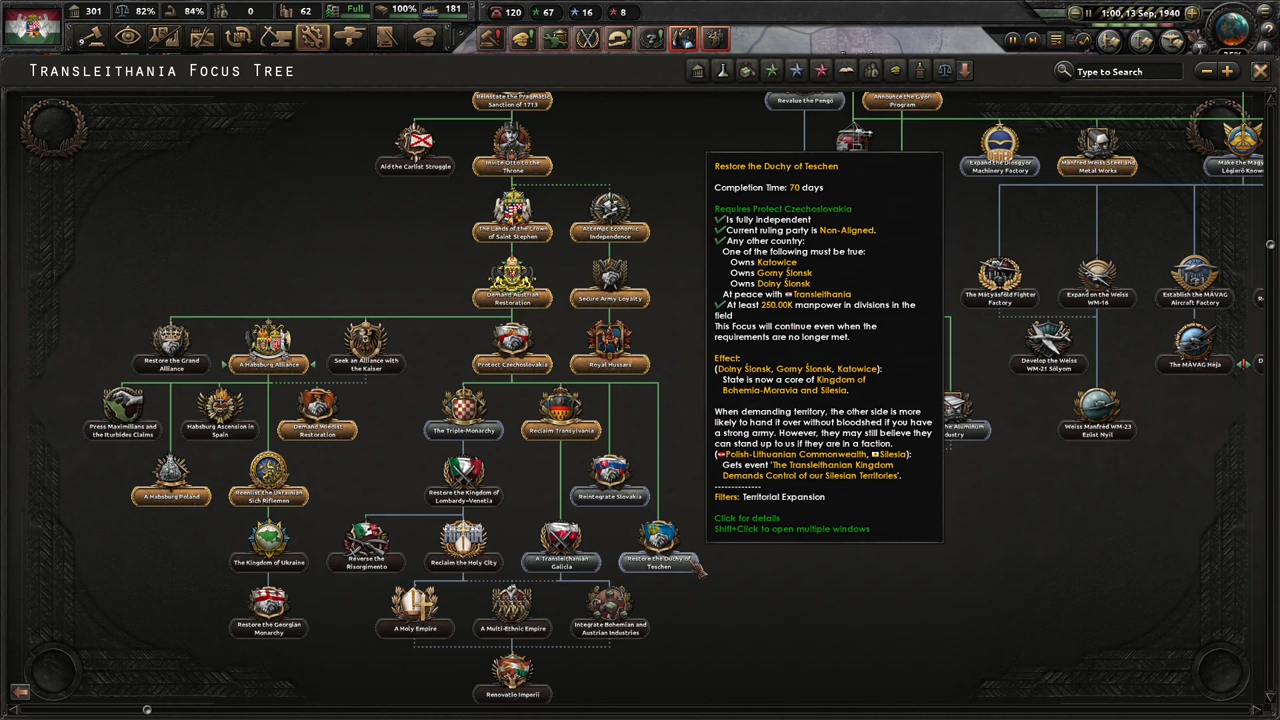 301
82%
84%
0
62
Full
100%
181
120
67
16
8
1:00, 13 Sep, 1940
9
TRANSLEITHANIA FOCUS TREE
Type to Search
Reinstate the Pragmatic
Sanction of 1713
Revalue the Pengő
Announce the Győr
Program
Aid the Carlist Struggle
Invite Otto to the
Throne
Expand the Diósgyőr
Machinery Factory
Manfréd Weiss Steel and
Metal Works
Make the Magy
Légierő Know
The Lands of the Crown
of Saint Stephen
Attempt Economic
Independence
Demand Austrian
Restoration
Secure Army Loyalty
The Mátyásföld Fighter
Factory
Expand on the Weiss
WM-16
Establish the MÁVAG
Aircraft Factory
Restore the Grand
Alliance
A Habsburg Alliance
Seek an Alliance with
the Kaiser
Protect Czechoslovakia
Royal Hussars
Develop the Weiss
WM-21 Sólyom
The MÁVAG Héja
Press Maximilians and
the Iturbides Claims
Habsburg Ascension in
Spain
Demand Wiedist
Restoration
The Triple-Monarchy
Reclaim Transylvania
the Aluminum
Industry
Weiss Manfréd WM-23
Ezüst Nyíl
A Habsburg Poland
Reenlist the Ukrainian
Sich Riflemen
Restore the Kingdom of
Lombardy-Venetia
Reintegrate Slovakia
The Kingdom of Ukraine
Reverse the
Risorgimento
Reclaim the Holy City
A Transleithanian
Galicia
Restore the Duchy of
Teschen
Restore the Georgian
Monarchy
A Holy Empire
A Multi-Ethnic Empire
Integrate Bohemian and
Austrian Industries
Renovatio Imperii
Restore the Duchy of Teschen
Completion Time: 70 days
Requires Protect Czechoslovakia
Is fully independent
Current ruling party is Non-Aligned.
Any other country:
One of the following must be true:
Owns Katowice
Owns Gorny Ślonsk
Owns Dolny Ślonsk
At peace with Transleithania
At least 250.00K manpower in divisions in the
field
This Focus will continue even when the
requirements are no longer met.
Effect:
(Dolny Ślonsk, Gorny Ślonsk, Katowice):
State is now a core of Kingdom of
Bohemia-Moravia and Silesia.
When demanding territory, the other side is more
likely to hand it over without bloodshed if you have
a strong army. However, they may still believe they
can stand up to us if they are in a faction.
(Polish-Lithuanian Commonwealth, Silesia):
Gets event 'The Transleithanian Kingdom
Demands Control of our Silesian Territories'.
--------------
Filters: Territorial Expansion
Click for details
Shift+Click to open multiple windows